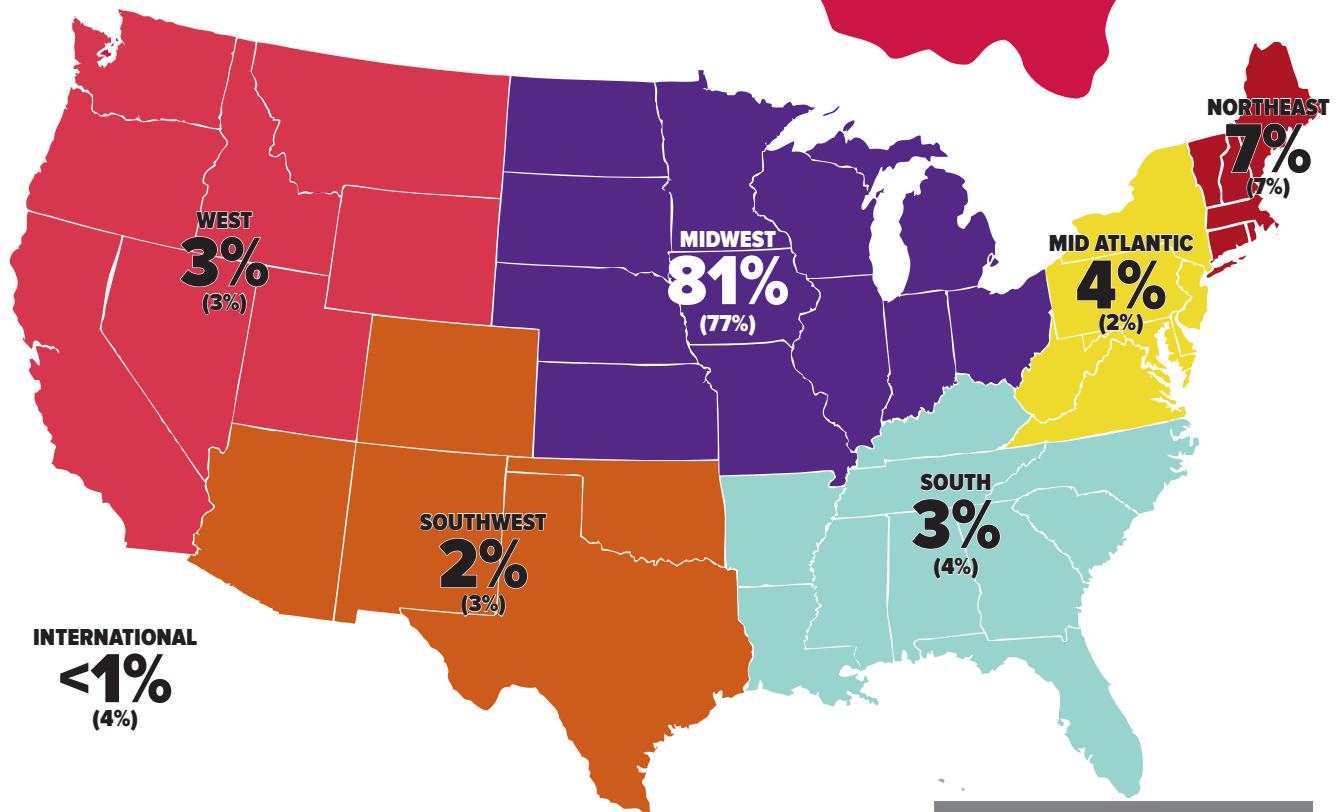 NORTHEAST
7%
(7%)
WEST
3%
(3%)
MIDWEST
81%
(77%)
MID ATLANTIC
4%
(2%)
SOUTH
3%
(4%)
SOUTHWEST
2%
(3%)
INTERNATIONAL
<1%
(4%)